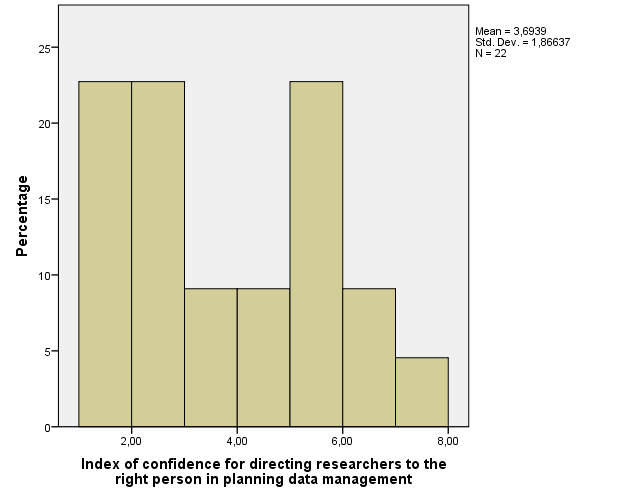 Mean = 3,6939
Std. Dev. = 1,86637
N = 22
25
20
15
10
5
0
Percentage
2,00 4,00 6,00 8,00
Index of confidence for directing researchers to the
right person in planning data management